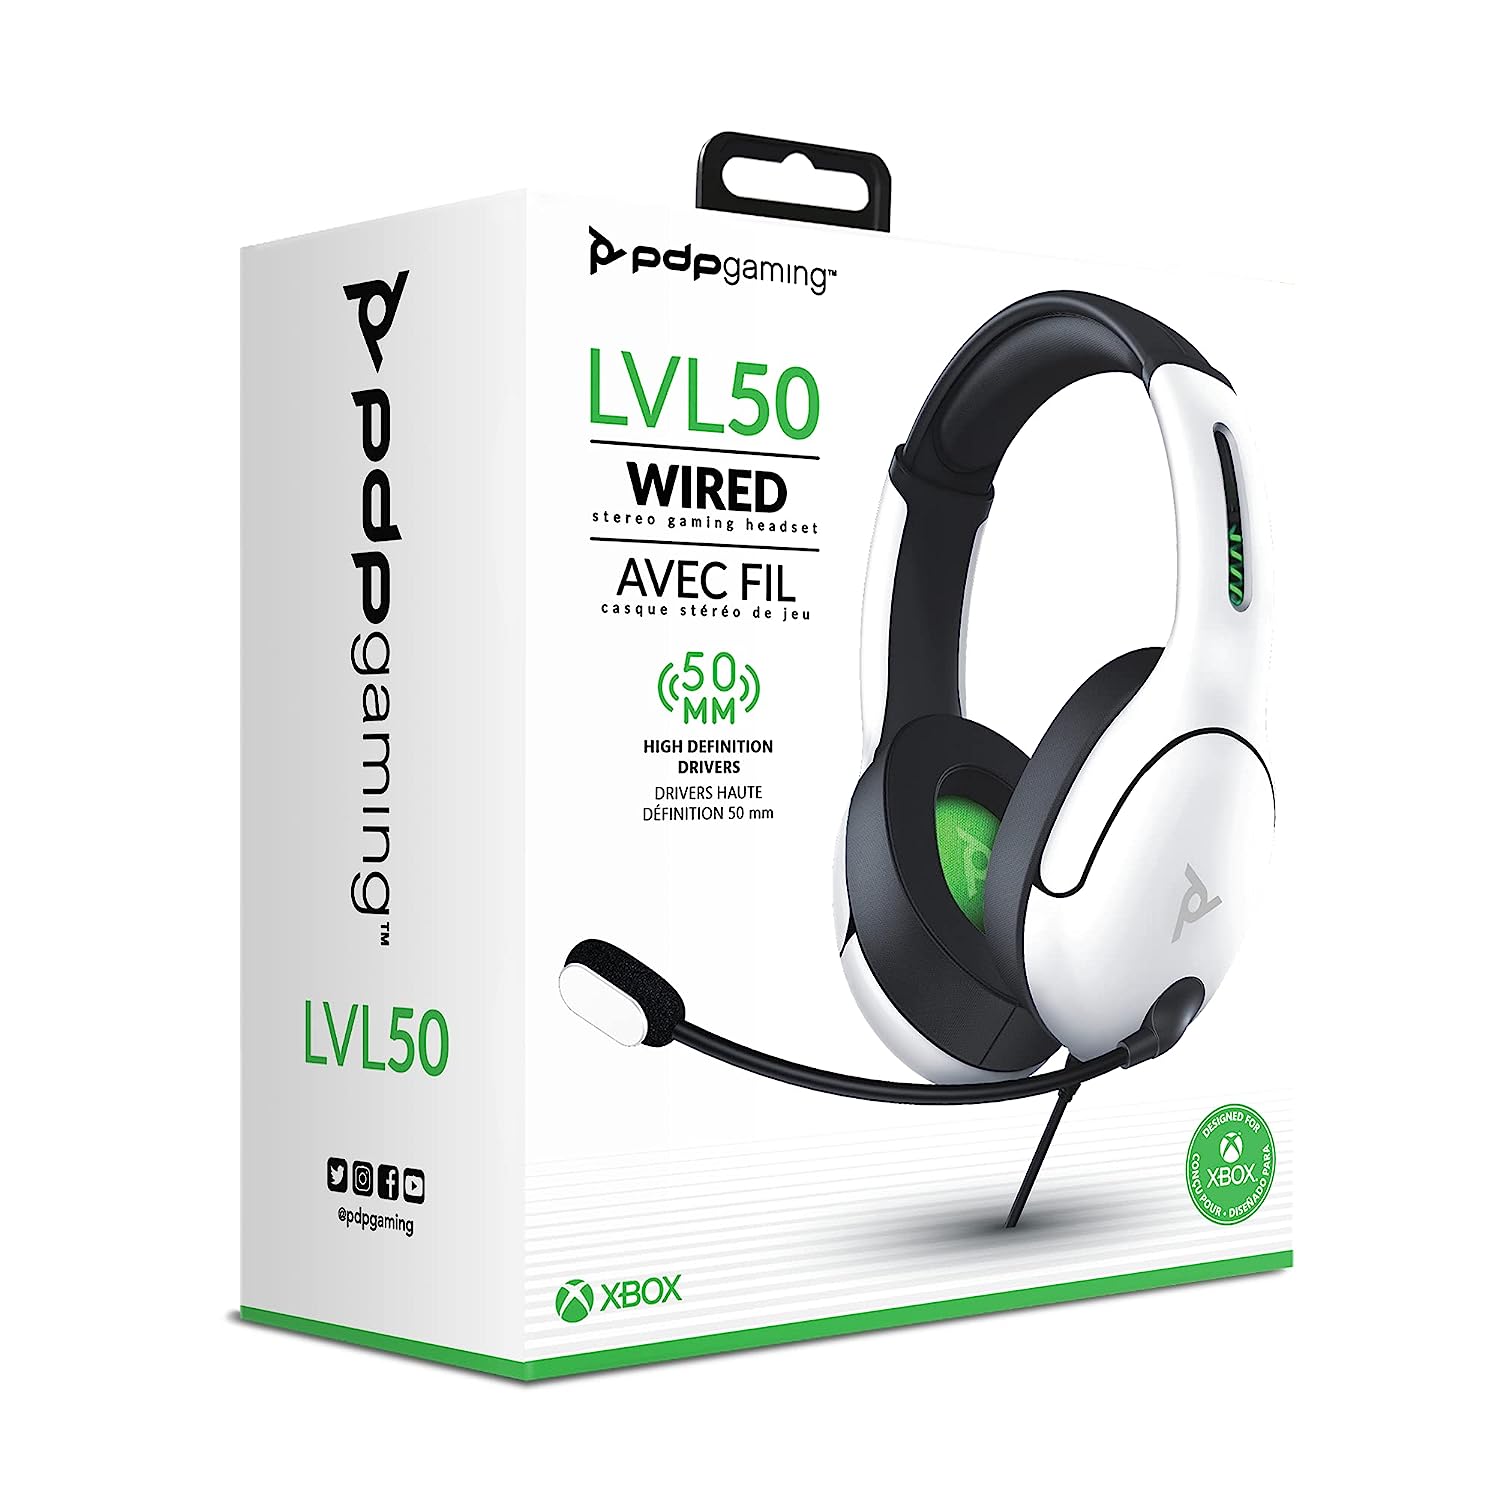 pdpgaming™
LVL50
@pdpgaming
pdpgaming™
LVL50
WIRED
stereo gaming headset
AVEC FIL
casque stéréo de jeu
50
MM
HIGH DEFINITION
DRIVERS
DRIVERS HAUTE
DÉFINITION 50 mm
DESIGNED FOR
XBOX
CONÇU POUR • DISEÑADO PARA
XBOX